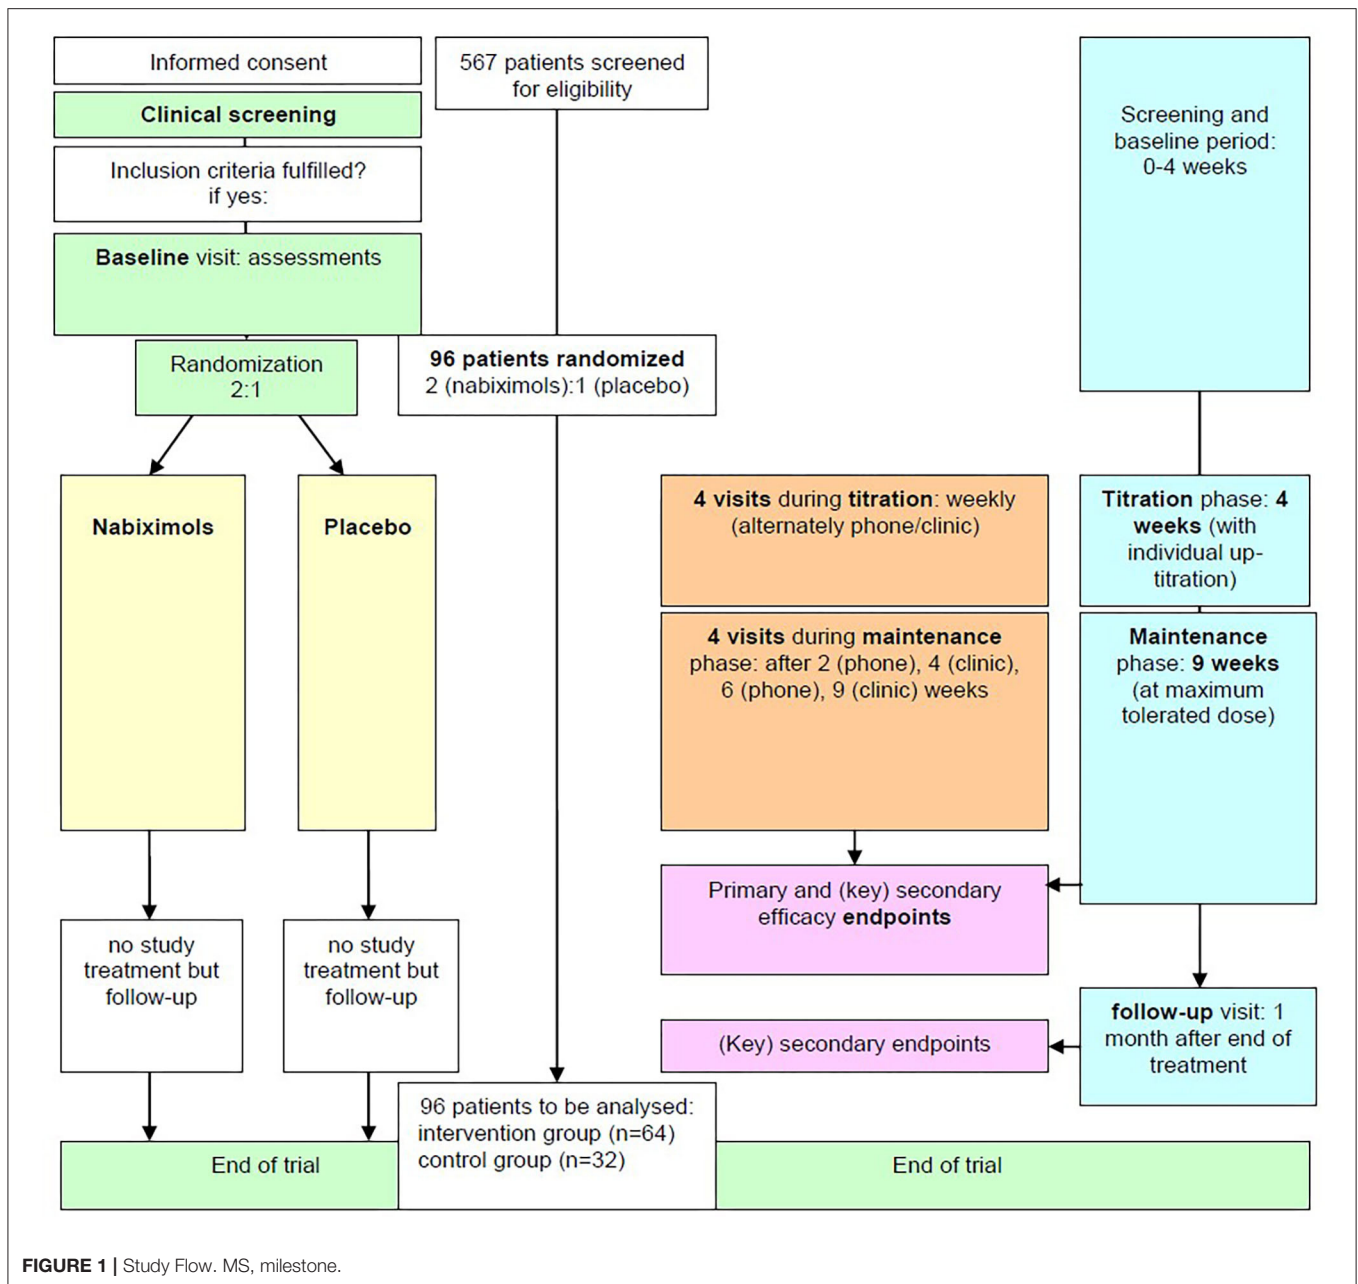 Informed consent
Clinical screening
Inclusion criteria fulfilled?
if yes:
Baseline visit: assessments
Randomization
2:1
Nabiximols
Placebo
no study
treatment but
follow-up
no study
treatment but
follow-up
End of trial
567 patients screened
for eligibility
96 patients randomized
2 (nabiximols):1 (placebo)
96 patients to be analysed:
intervention group (n=64)
control group (n=32)
4 visits during titration: weekly
(alternately phone/clinic)
4 visits during maintenance
phase: after 2 (phone), 4 (clinic),
6 (phone), 9 (clinic) weeks
Primary and (key) secondary
efficacy endpoints
(Key) secondary endpoints
Screening and
baseline period:
0-4 weeks
Titration phase: 4
weeks (with
individual up-
titration)
Maintenance
phase: 9 weeks
(at maximum
tolerated dose)
follow-up visit: 1
month after end of
treatment
End of trial
FIGURE 1 | Study Flow. MS, milestone.